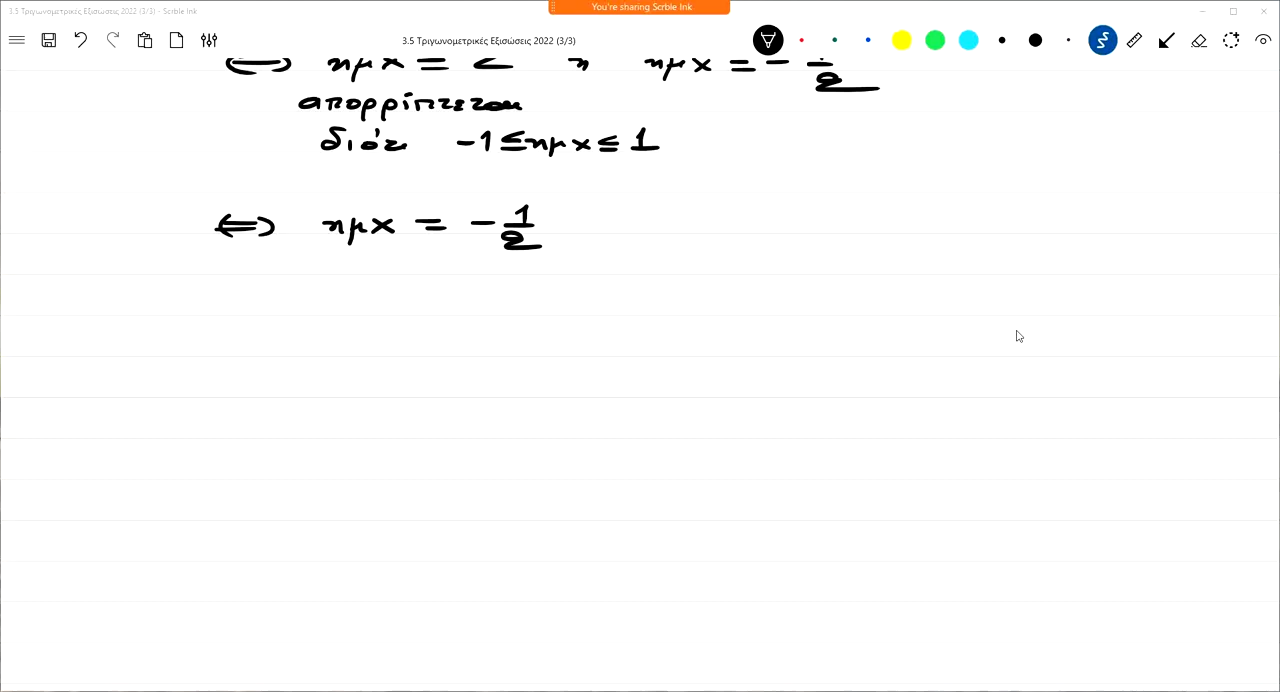 3.5 Τριγωνομετρικές Εξισώσεις 2022 (3/3) - Scrble Ink
You're sharing Scrble Ink
3.5 Τριγωνομετρικές Εξισώσεις 2022 (3/3)
⟺ ημx = 2 ή ημx = - 1/2
απορρίπτεται
διότι -1 ≤ ημx ≤ 1
⟺ ημx = - 1/2